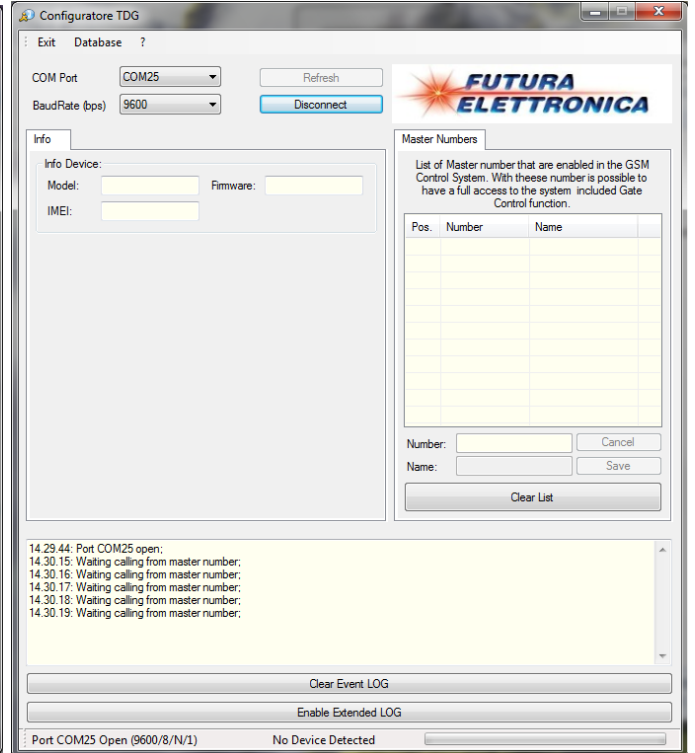 Configuratore TDG
Exit Database ?
COM Port COM25 Refresh
BaudRate (bps) 9600 Disconnect
FUTURA
ELETTRONICA
Info
Info Device:
Model: Firmware:
IMEI:
Master Numbers
List of Master number that are enabled in the GSM
Control System. With theese number is possible to
have a full access to the system included Gate
Control function.
Pos. Number Name
Number: Cancel
Name: Save
Clear List
14.29.44: Port COM25 open;
14.30.15: Waiting calling from master number;
14.30.16: Waiting calling from master number;
14.30.17: Waiting calling from master number;
14.30.18: Waiting calling from master number;
14.30.19: Waiting calling from master number;
Clear Event LOG
Enable Extended LOG
Port COM25 Open (9600/8/N/1) No Device Detected